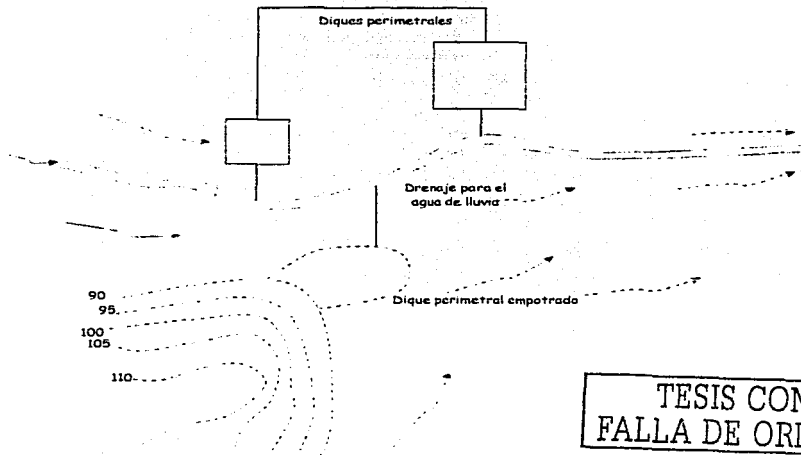 Diques perimetrales
Drenaje para el
agua de lluvia
Dique perimetral empotrado
90
95
100
105
110
TESIS CON
FALLA DE ORI